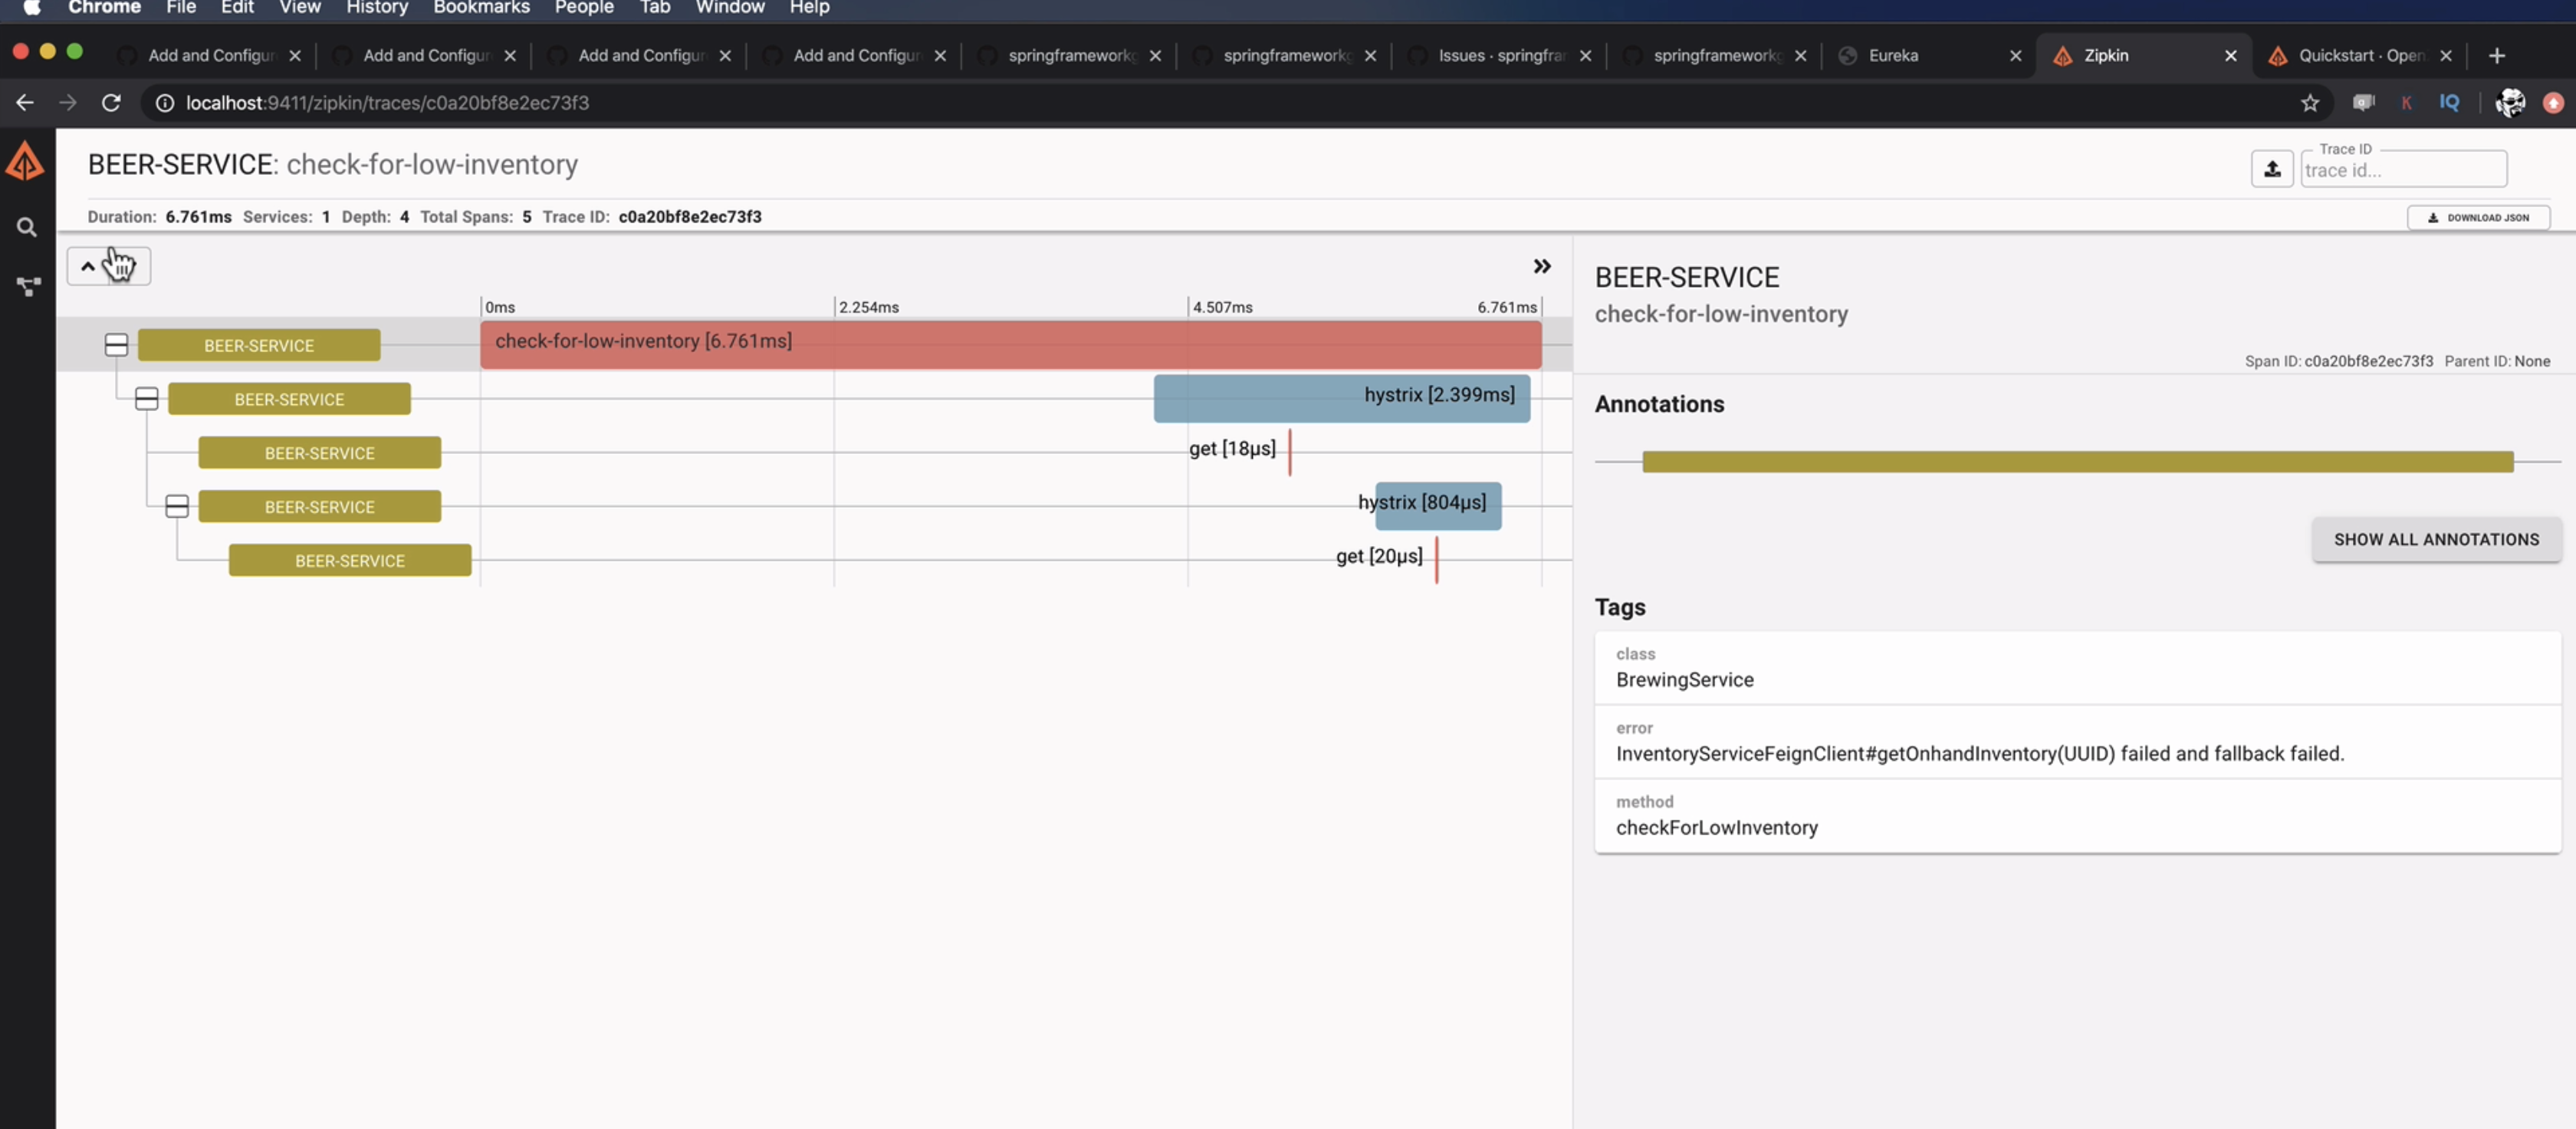 Chrome File Edit View History Bookmarks People Tab Window Help
Add and Configur Add and Configur Add and Configur Add and Configur springframework springframework Issues · springfra springframework Eureka Zipkin Quickstart · Open
localhost:9411/zipkin/traces/c0a20bf8e2ec73f3
K IQ
BEER-SERVICE: check-for-low-inventory
Trace ID
trace id...
Duration: 6.761ms Services: 1 Depth: 4 Total Spans: 5 Trace ID: c0a20bf8e2ec73f3
DOWNLOAD JSON
0ms 2.254ms 4.507ms 6.761ms
BEER-SERVICE check-for-low-inventory [6.761ms]
BEER-SERVICE hystrix [2.399ms]
BEER-SERVICE get [18µs]
BEER-SERVICE hystrix [804µs]
BEER-SERVICE get [20µs]
BEER-SERVICE
check-for-low-inventory
Span ID: c0a20bf8e2ec73f3 Parent ID: None
Annotations
SHOW ALL ANNOTATIONS
Tags
class
BrewingService
error
InventoryServiceFeignClient#getOnhandInventory(UUID) failed and fallback failed.
method
checkForLowInventory